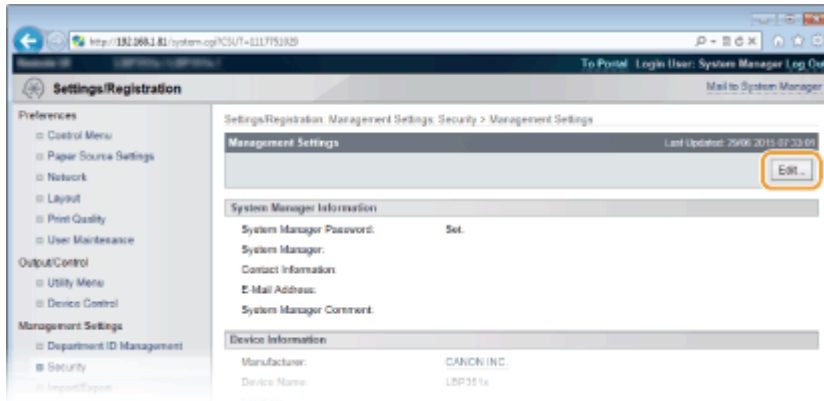 http://192.168.1.81/system.cgi?CSUT=1117751929
To Portal Login User: System Manager Log Out
Settings/Registration
Mail to System Manager
Preferences
Control Menu
Paper Source Settings
Network
Layout
Print Quality
User Maintenance
Output/Control
Utility Menu
Device Control
Management Settings
Department ID Management
Security
Import/Export
Settings/Registration: Management Settings: Security > Management Settings
Management Settings
Last Updated: 29/06 2015 07:33:01
Edit...
System Manager Information
System Manager Password: Set.
System Manager:
Contact Information:
E-Mail Address:
System Manager Comment:
Device Information
Manufacturer: CANON INC.
Device Name: LBP351x